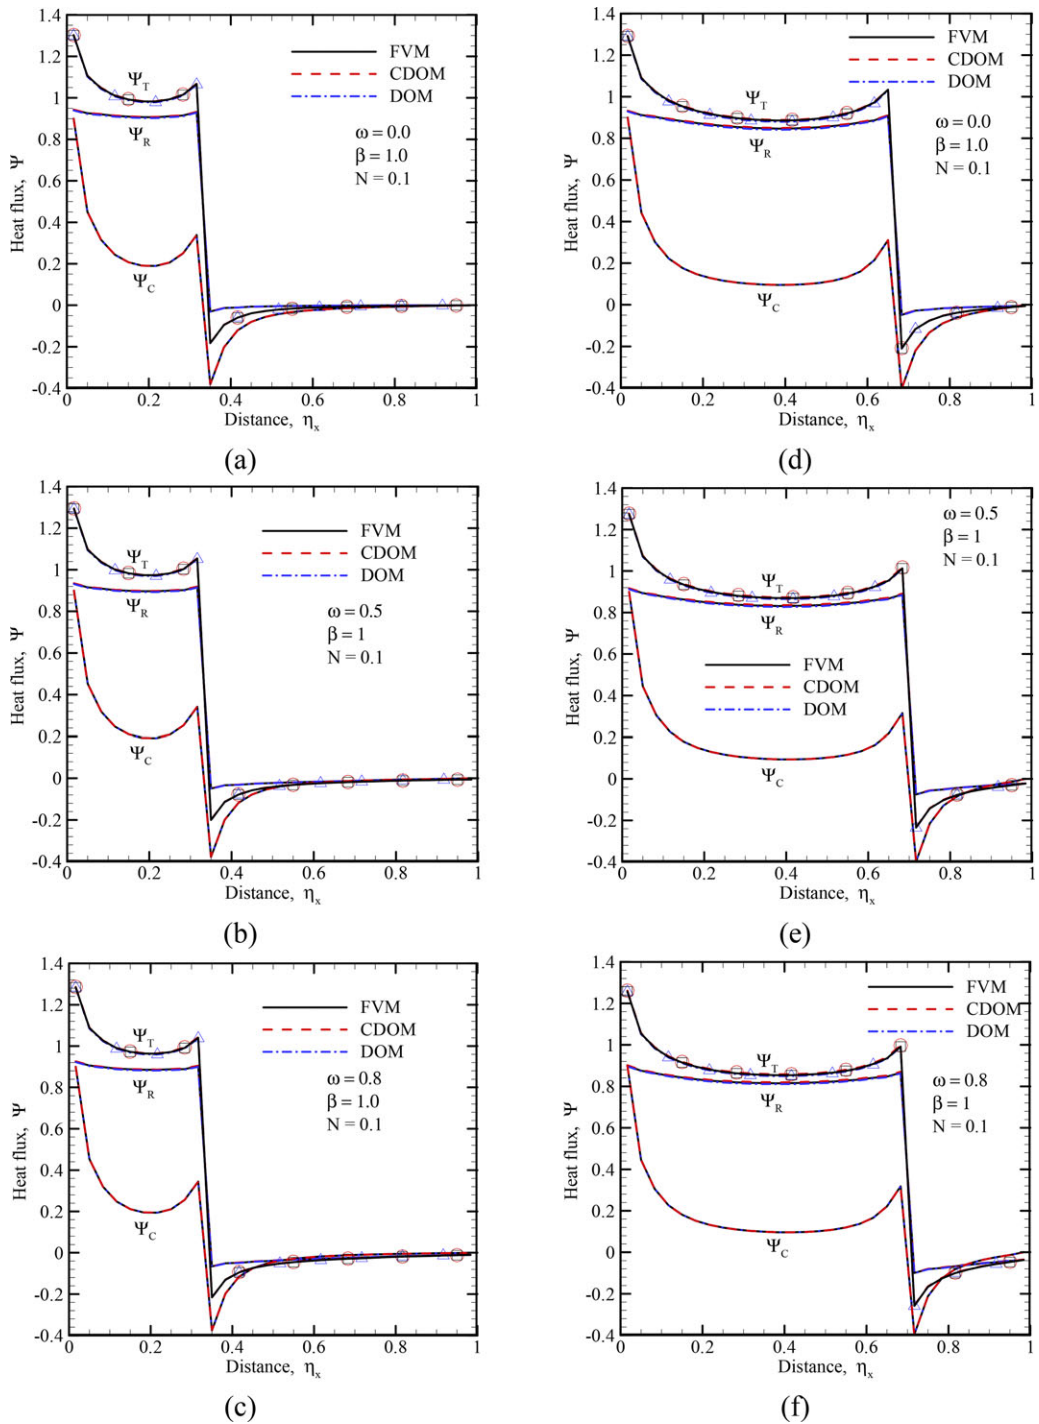 1.4
1.2
1
0.8
0.6
0.4
0.2
0
-0.2
-0.4
Heat flux, Ψ
FVM
CDOM
DOM
ω = 0.0
β = 1.0
N = 0.1
Ψ_T
Ψ_R
Ψ_C
0 0.2 0.4 0.6 0.8 1
Distance, η_x
(a)
1.4
1.2
1
0.8
0.6
0.4
0.2
0
-0.2
-0.4
Heat flux, Ψ
FVM
CDOM
DOM
ω = 0.0
β = 1.0
N = 0.1
Ψ_T
Ψ_R
Ψ_C
0 0.2 0.4 0.6 0.8 1
Distance, η_x
(d)
1.4
1.2
1
0.8
0.6
0.4
0.2
0
-0.2
-0.4
Heat flux, Ψ
FVM
CDOM
DOM
ω = 0.5
β = 1
N = 0.1
Ψ_T
Ψ_R
Ψ_C
0 0.2 0.4 0.6 0.8 1
Distance, η_x
(b)
1.4
1.2
1
0.8
0.6
0.4
0.2
0
-0.2
-0.4
Heat flux, Ψ
ω = 0.5
β = 1
N = 0.1
Ψ_T
Ψ_R
FVM
CDOM
DOM
Ψ_C
0 0.2 0.4 0.6 0.8 1
Distance, η_x
(e)
1.4
1.2
1
0.8
0.6
0.4
0.2
0
-0.2
-0.4
Heat flux, Ψ
FVM
CDOM
DOM
ω = 0.8
β = 1.0
N = 0.1
Ψ_T
Ψ_R
Ψ_C
0 0.2 0.4 0.6 0.8 1
Distance, η_x
(c)
1.4
1.2
1
0.8
0.6
0.4
0.2
0
-0.2
-0.4
Heat flux, Ψ
FVM
CDOM
DOM
ω = 0.8
β = 1
N = 0.1
Ψ_T
Ψ_R
Ψ_C
0 0.2 0.4 0.6 0.8 1
Distance, η_x
(f)